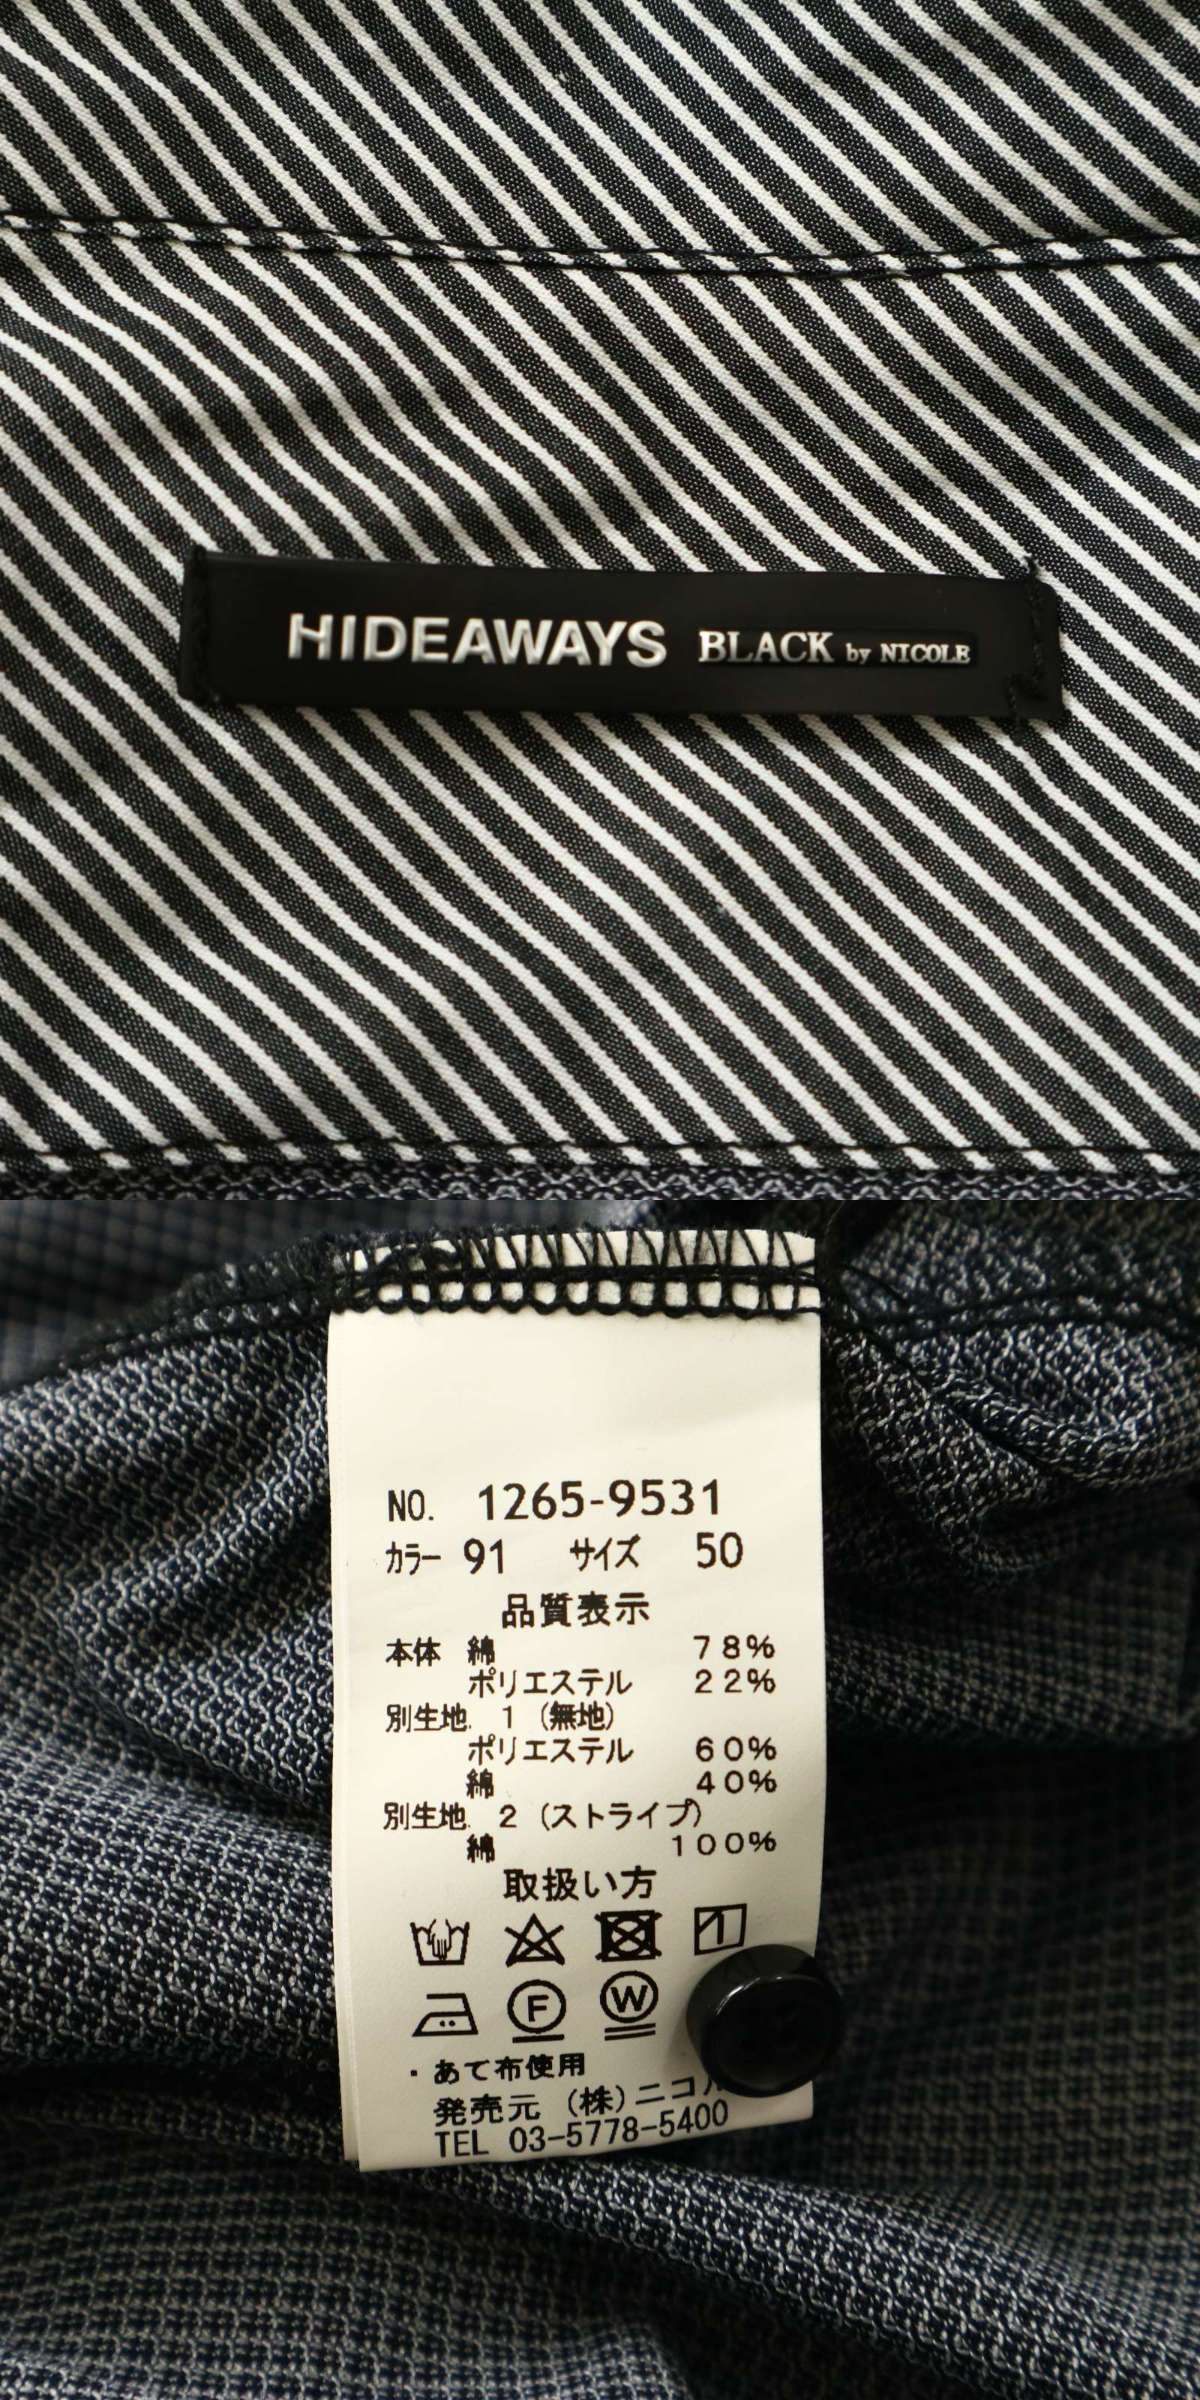 HIDEAWAYS BLACK by NICOLE
NO. 1265-9531
カラー 91 サイズ 50
品質表示
本体 綿 78%
ポリエステル 22%
別生地.1(無地)
ポリエステル 60%
綿 40%
別生地.2(ストライプ)
綿 100%
取扱い方
F W
・あて布使用
発売元 (株)ニコ
TEL 03-5778-5400